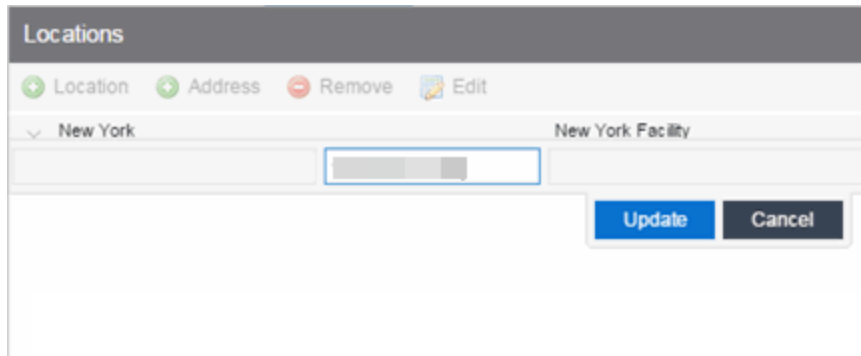 Locations
Location Address Remove Edit
New York New York Facility
Update Cancel